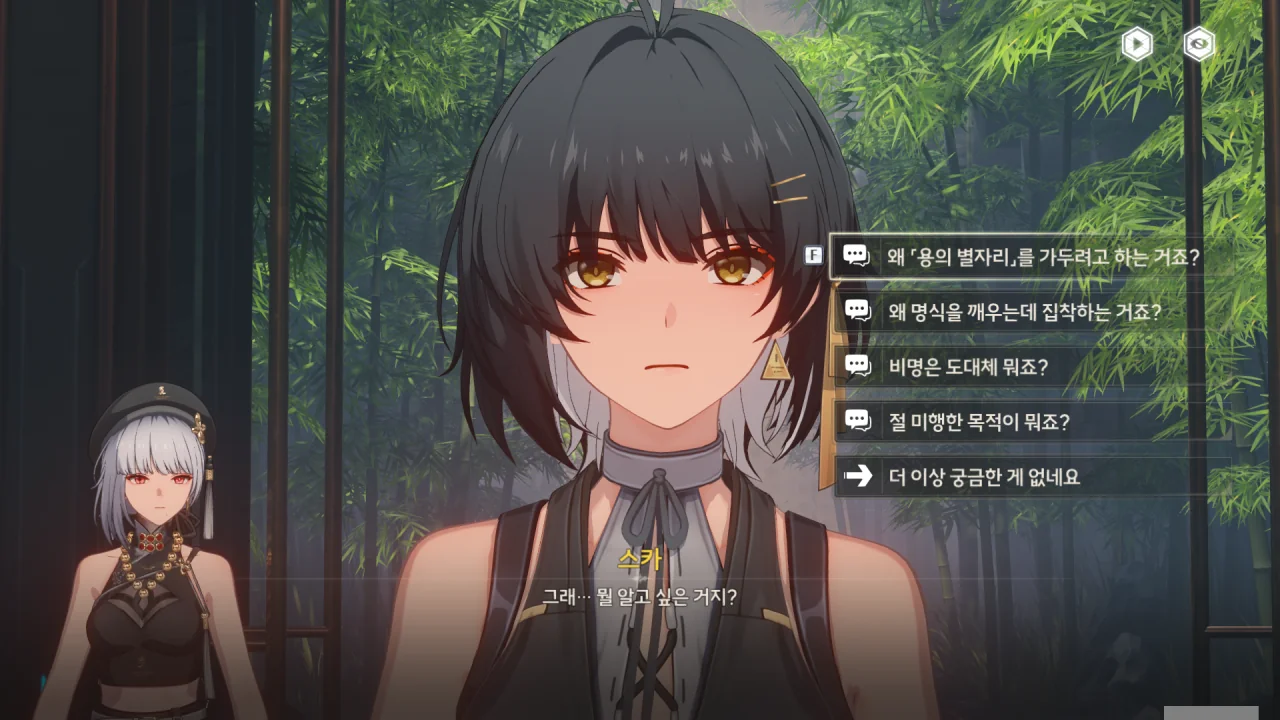 F
왜 「용의 별자리」를 가두려고 하는 거죠?
왜 명식을 깨우는데 집착하는 거죠?
비명은 도대체 뭐죠?
절 미행한 목적이 뭐죠?
더 이상 궁금한 게 없네요
스카
그래… 뭘 알고 싶은 거지?